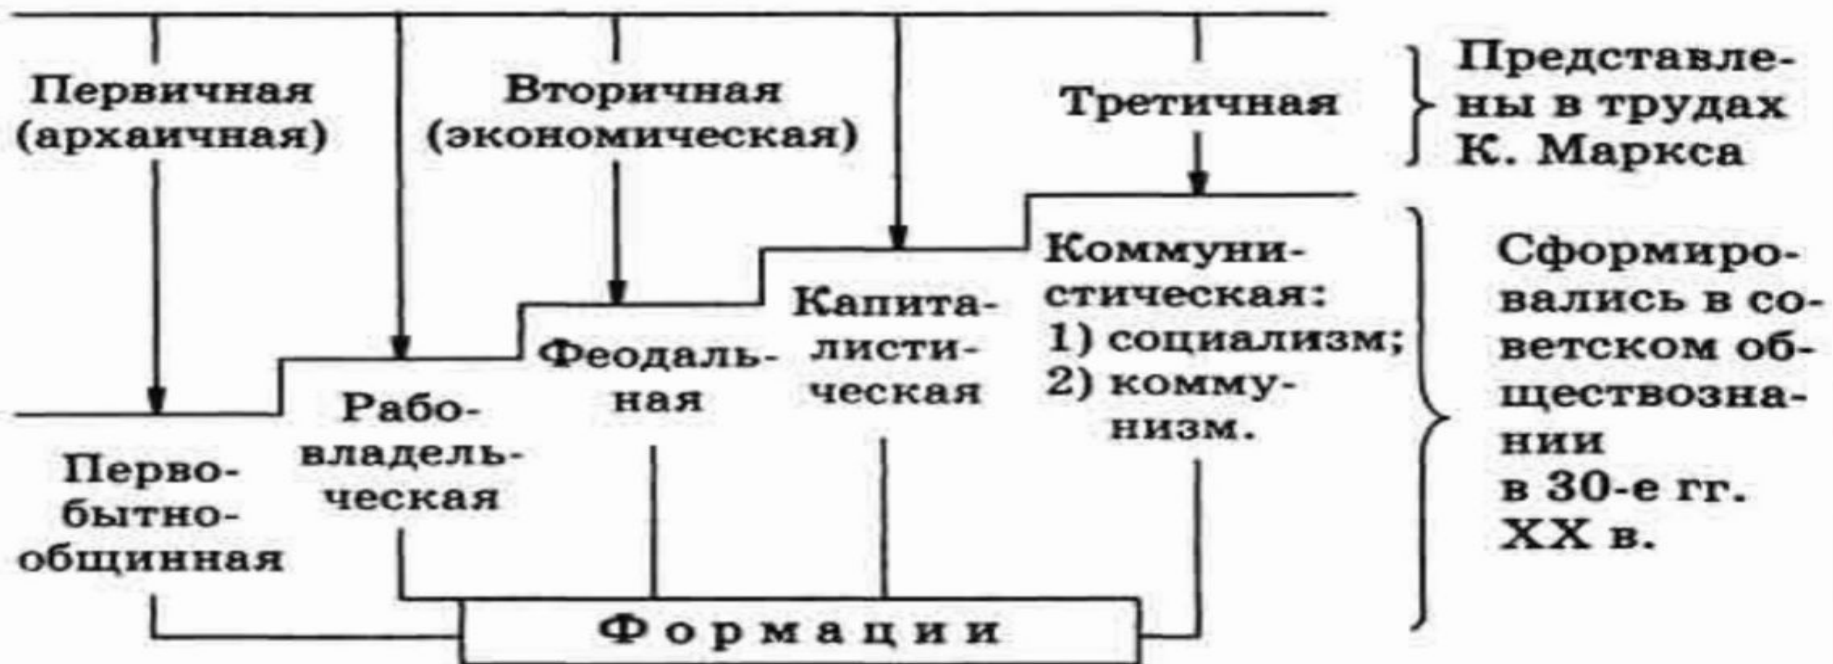 Первичная
(архаичная)
Вторичная
(экономическая)
Третичная
Представле-
ны в трудах
К. Маркса
Перво-
бытно-
общинная
Рабо-
владель-
ческая
Феодаль-
ная
Капита-
листи-
ческая
Коммуни-
стическая:
1) социализм;
2) комму-
низм.
Сформиро-
вались в со-
ветском об-
ществозна-
нии
в 30-е гг.
XX в.
Формации